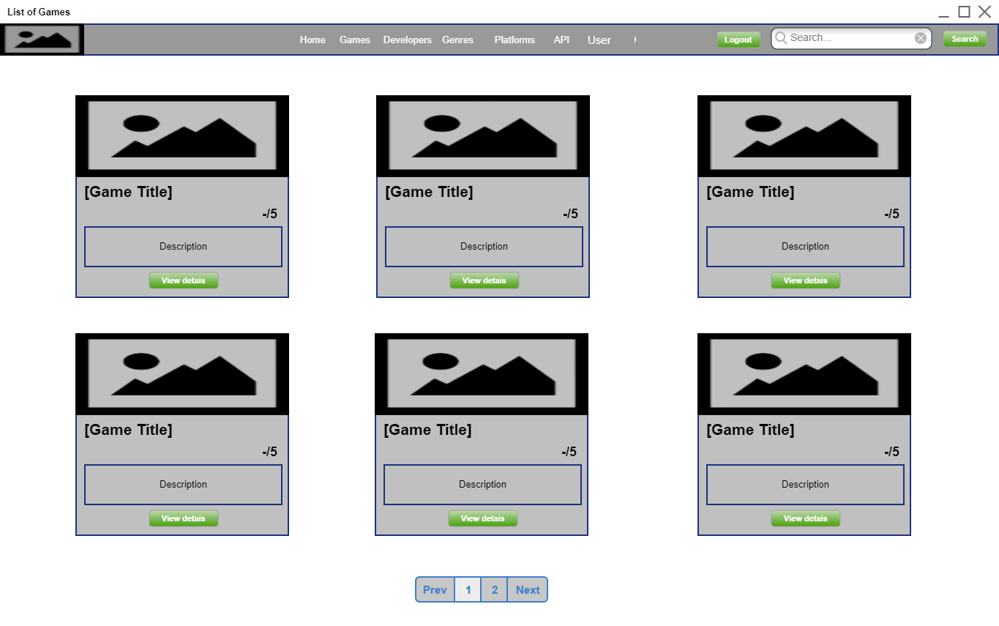 List of Games
Home Games Developers Genres Platforms API User Logout Search... Search
[Game Title] [Game Title] [Game Title]
-/5 -/5 -/5
Description Description Description
View detais View detais View detais
[Game Title] [Game Title] [Game Title]
-/5 -/5 -/5
Description Description Description
View detais View detais View detais
Prev 1 2 Next